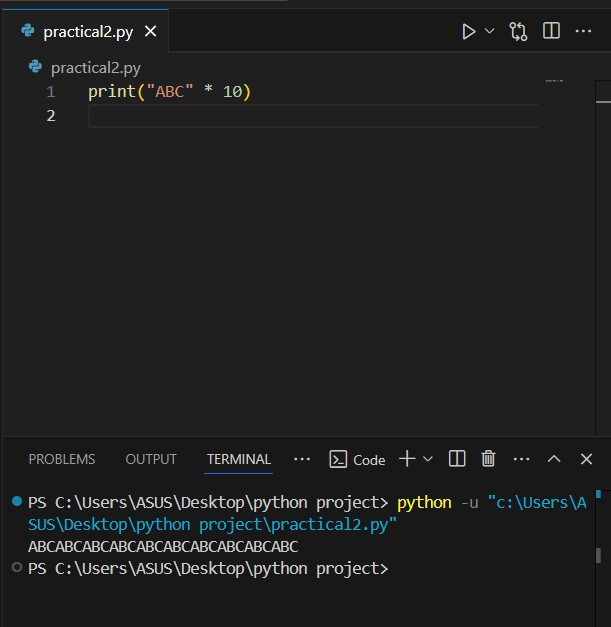 practical2.py
practical2.py
1 print("ABC" * 10)
2
PROBLEMS OUTPUT TERMINAL ... Code
PS C:\Users\ASUS\Desktop\python project> python -u "c:\Users\A
SUS\Desktop\python project\practical2.py"
ABCABCABCABCABCABCABCABCABCABC
PS C:\Users\ASUS\Desktop\python project>